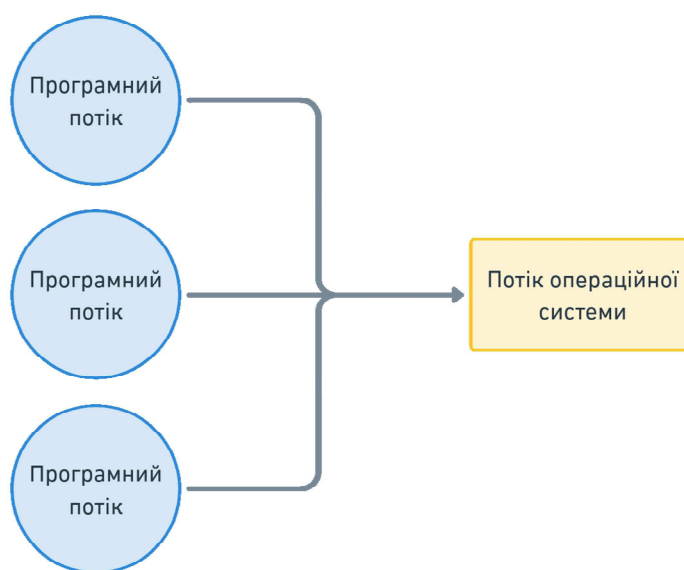 Програмний
потік
Програмний
потік
Потік операційної
системи
Програмний
потік